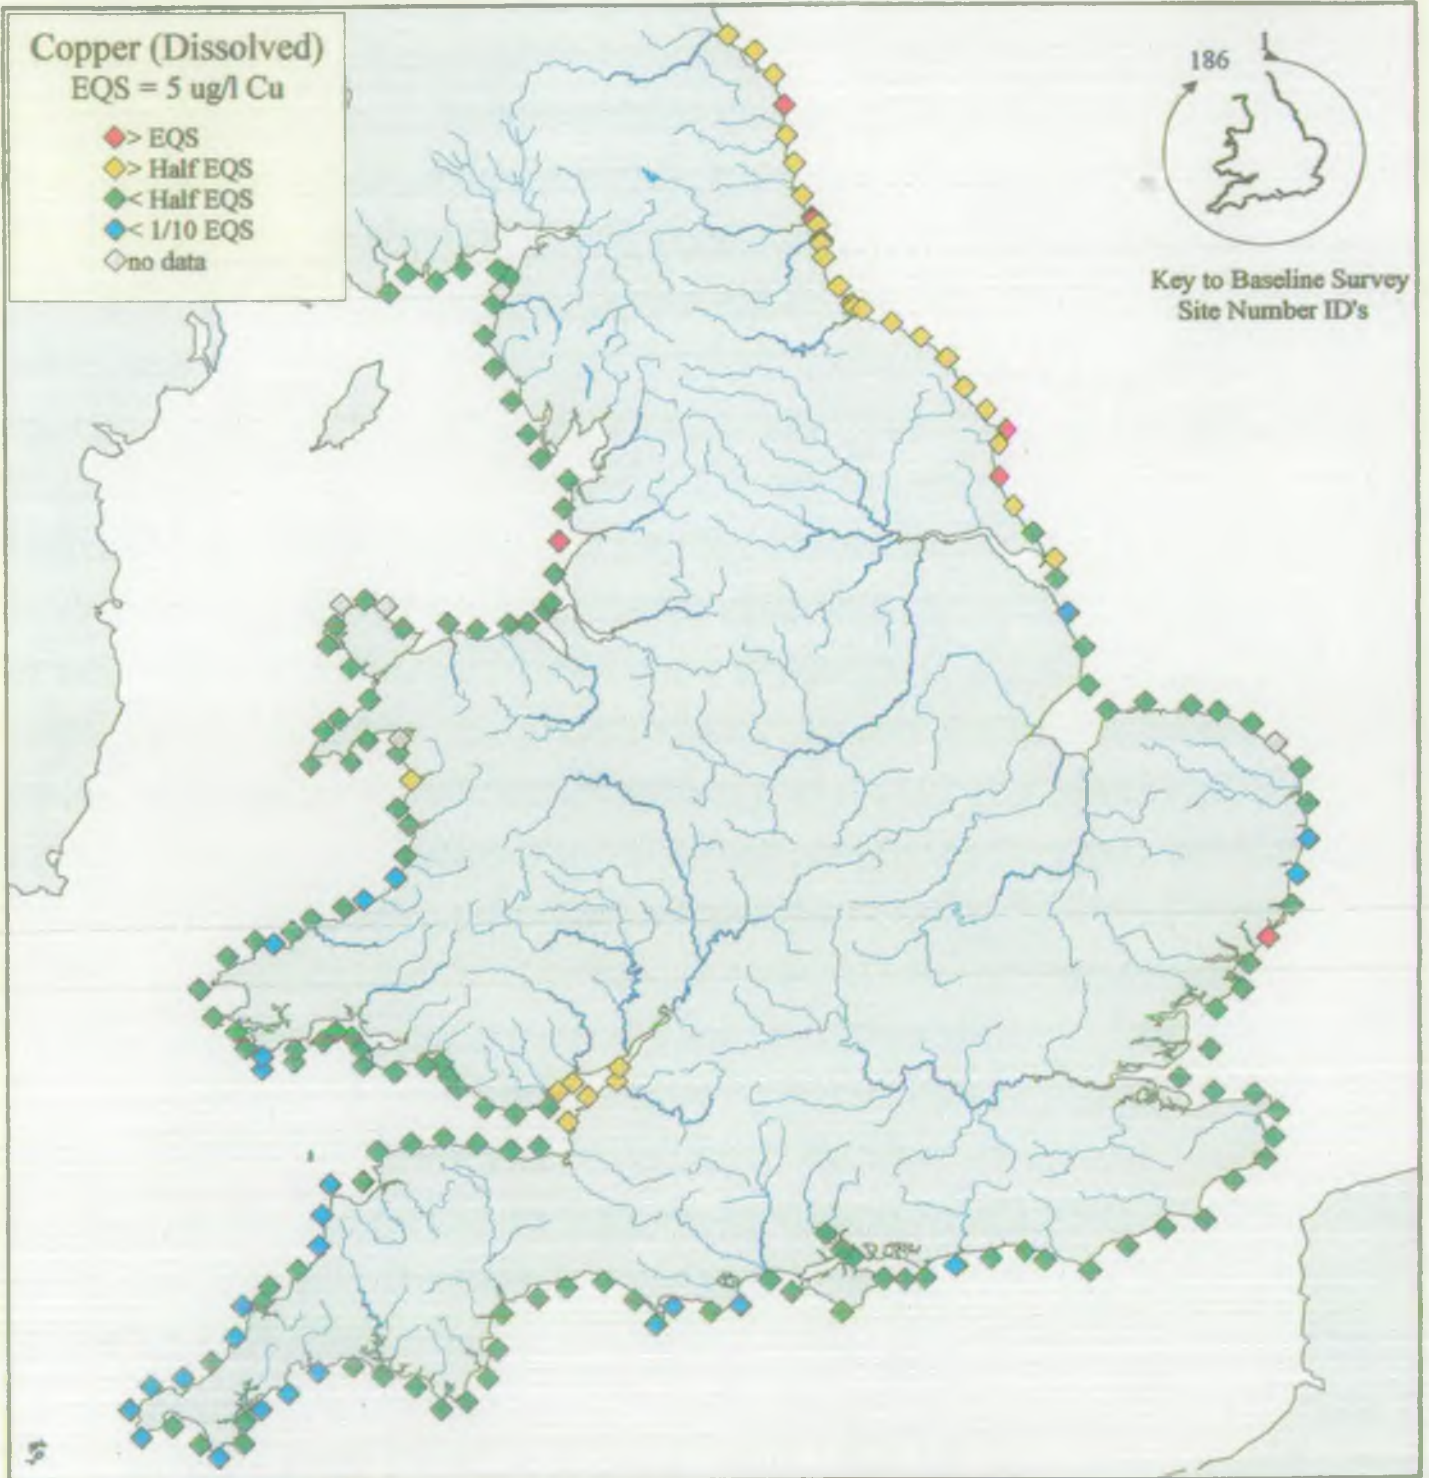 Copper (Dissolved)
EQS = 5 ug/l Cu
> EQS
> Half EQS
< Half EQS
< 1/10 EQS
no data
186
1
Key to Baseline Survey
Site Number ID's